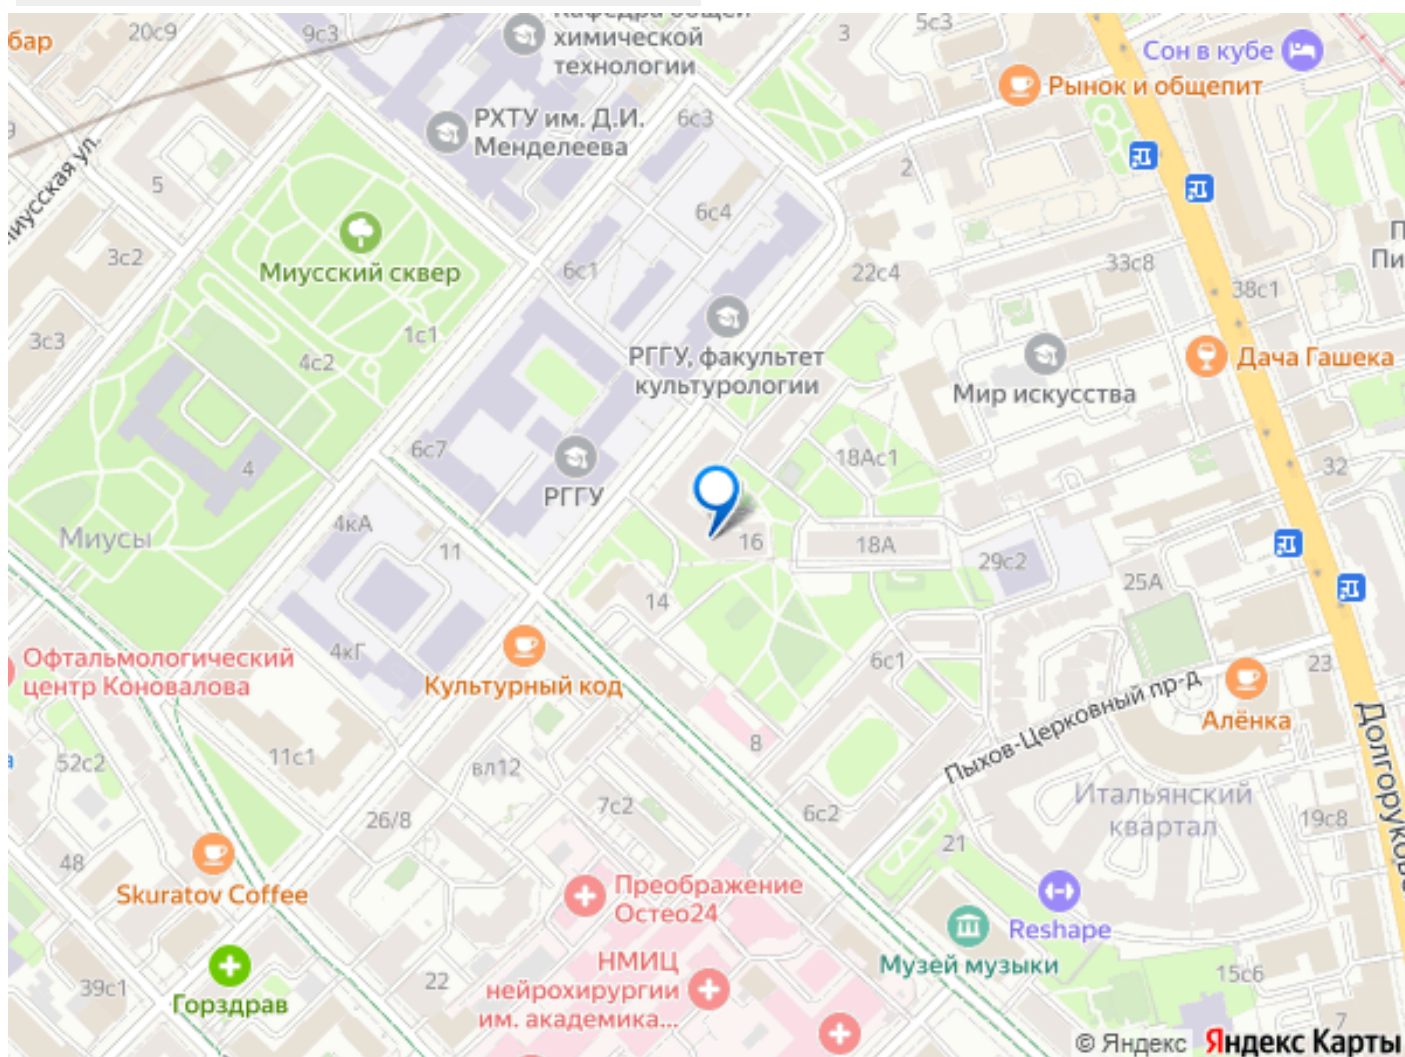 20с9
9с3
Кафедра общей
химической
технологии
3
5с3
Сон в кубе
бар
Рынок и общепит
РХТУ им. Д.И.
Менделеева
6с3
5
2
6с4
Миусский сквер
3с2
6с1
22с4
33с8
38с1
3с3
1с1
4с2
РГГУ, факультет
культурологии
Дача Гашека
Мир искусства
6с7
4
18Ас1
32
РГГУ
4кА
Миусы
11
16
18А
29с2
25А
14
4кГ
6с1
23
Офтальмологический
центр Коновалова
Культурный код
Пыхов-Церковный пр-д
Алёнка
8
52с2
11с1
вл12
Итальянский
квартал
7с2
6с2
19с8
26/8
21
48
Skuratov Coffee
Преображение
Остео24
Reshape
НМИЦ
нейрохирургии
им. академика...
Музей музыки
22
15с6
39с1
Горздрав
7
© Яндекс Яндекс Карты